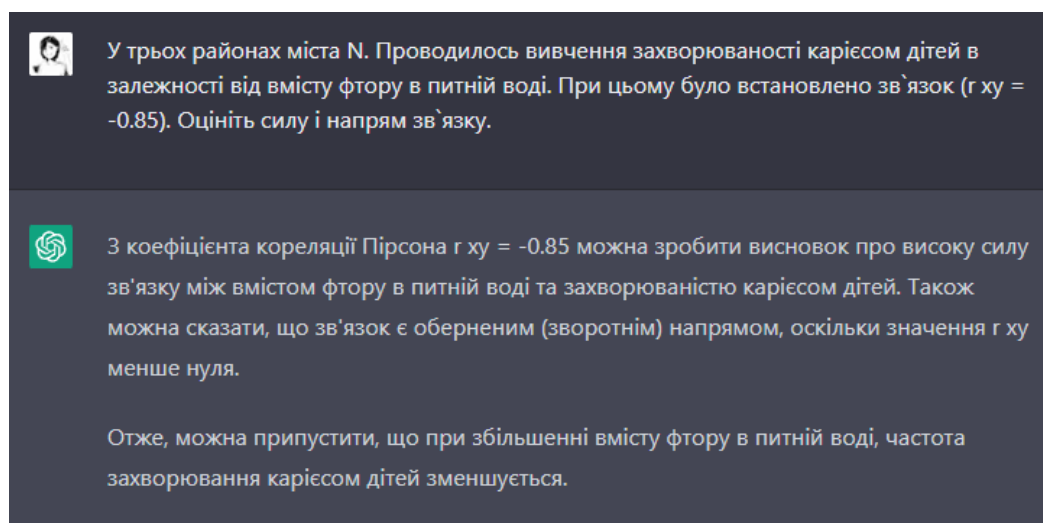 У трьох районах міста N. Проводилось вивчення захворюваності карієссом дітей в
залежності від вмісту фтору в питній воді. При цьому було встановлено зв`язок (r xy =
-0.85). Оцініть силу і напрям зв`язку.
З коефіцієнта кореляції Пірсона r xy = -0.85 можна зробити висновок про високу силу
зв'язку між вмістом фтору в питній воді та захворюваністю карієссом дітей. Також
можна сказати, що зв'язок є оберненим (зворотнім) напрямом, оскільки значення r xy
менше нуля.
Отже, можна припустити, що при збільшенні вмісту фтору в питній воді, частота
захворювання карієссом дітей зменшується.